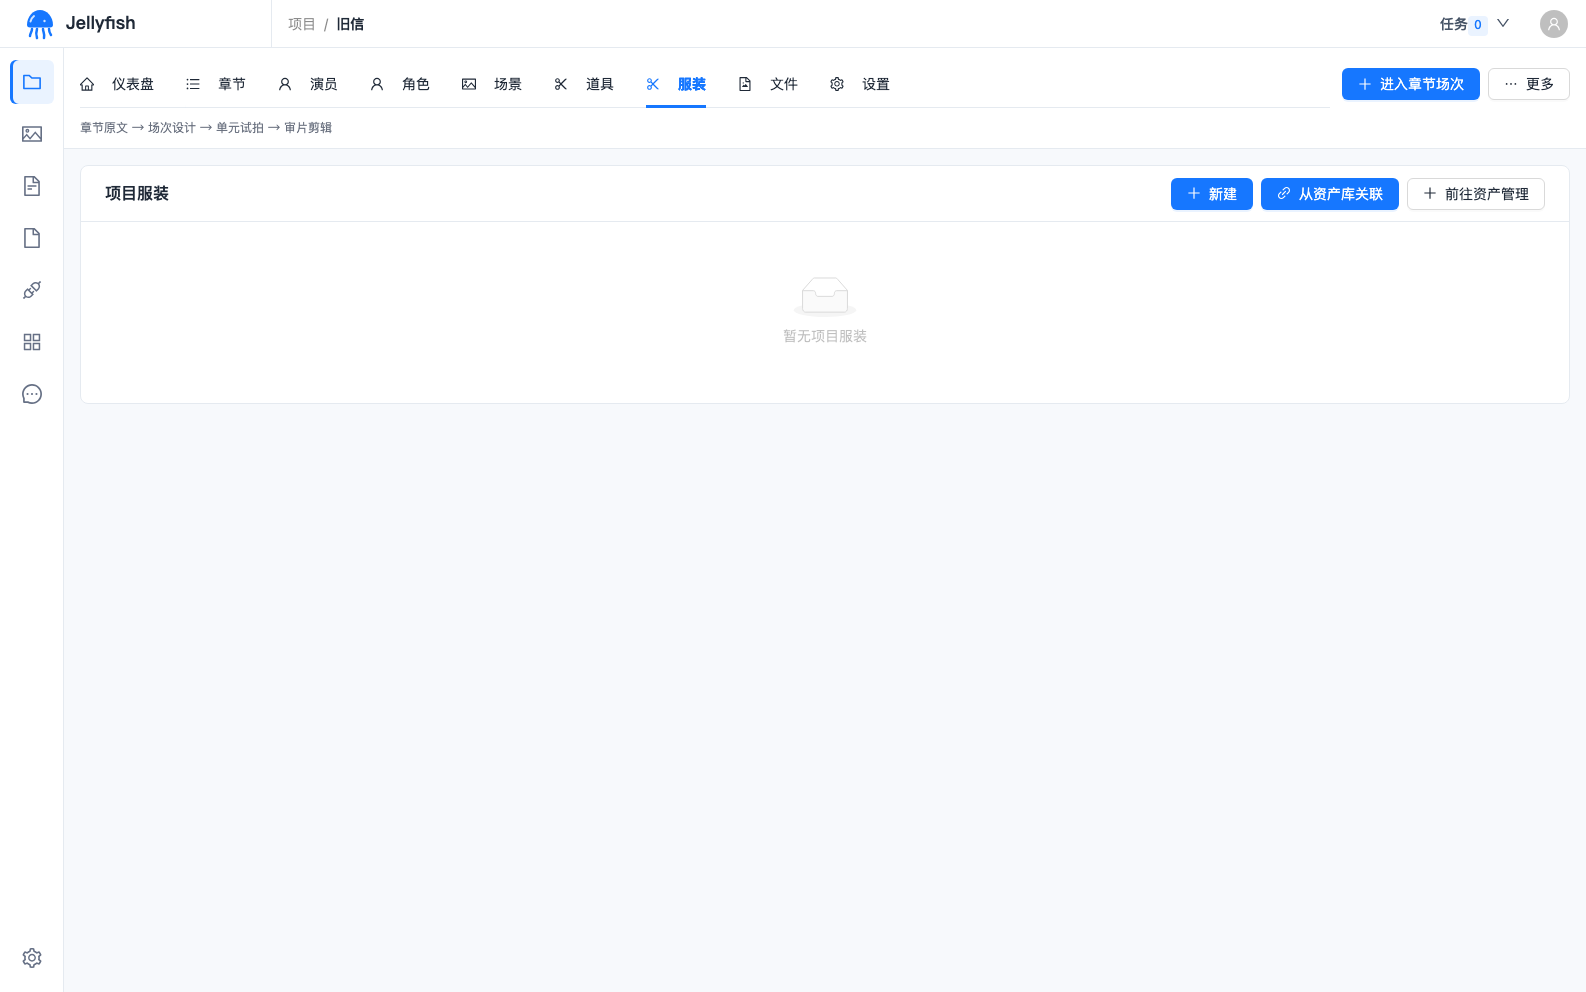 Jellyfish
项目 / 旧信
任务 0
仪表盘 章节 演员 角色 场景 道具 服装 文件 设置
进入章节场次 更多
章节原文 → 场次设计 → 单元试拍 → 审片剪辑
项目服装
新建 从资产库关联 前往资产管理
暂无项目服装